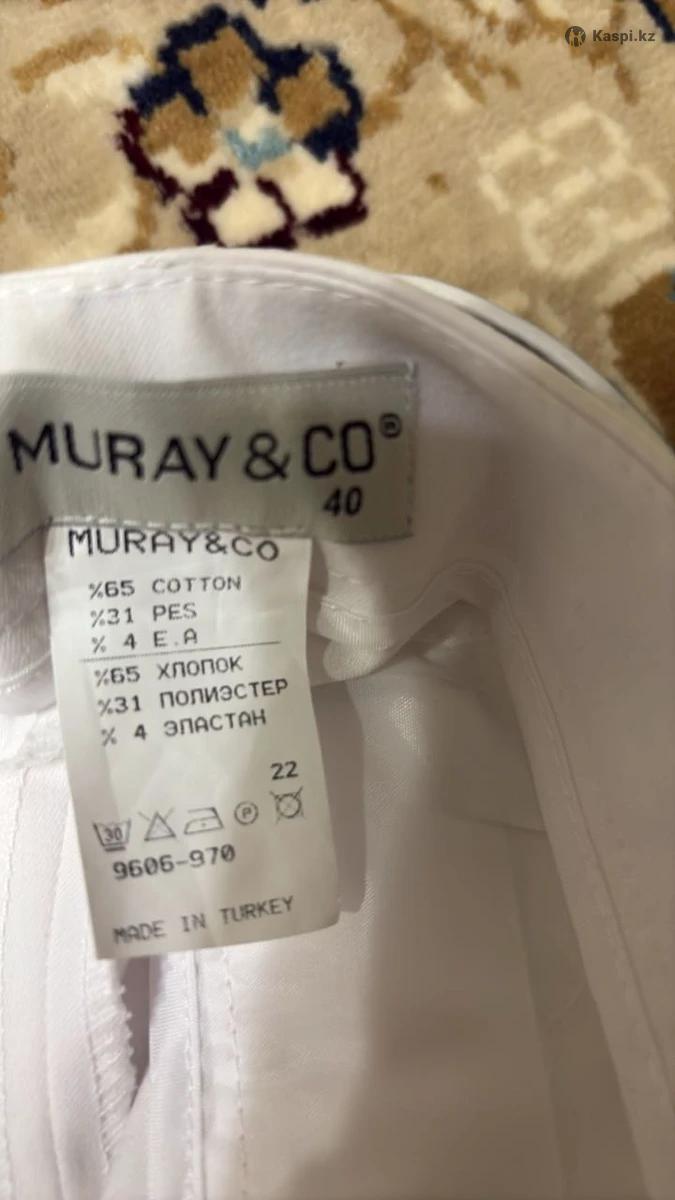 Kaspi.kz
MURAY & CO®
40
MURAY&CO
%65 COTTON
%31 PES
% 4 E.A
%65 ХЛОПОК
%31 ПОЛИЭСТЕР
% 4 ЭЛАСТАН
22
30 P
9606-970
MADE IN TURKEY